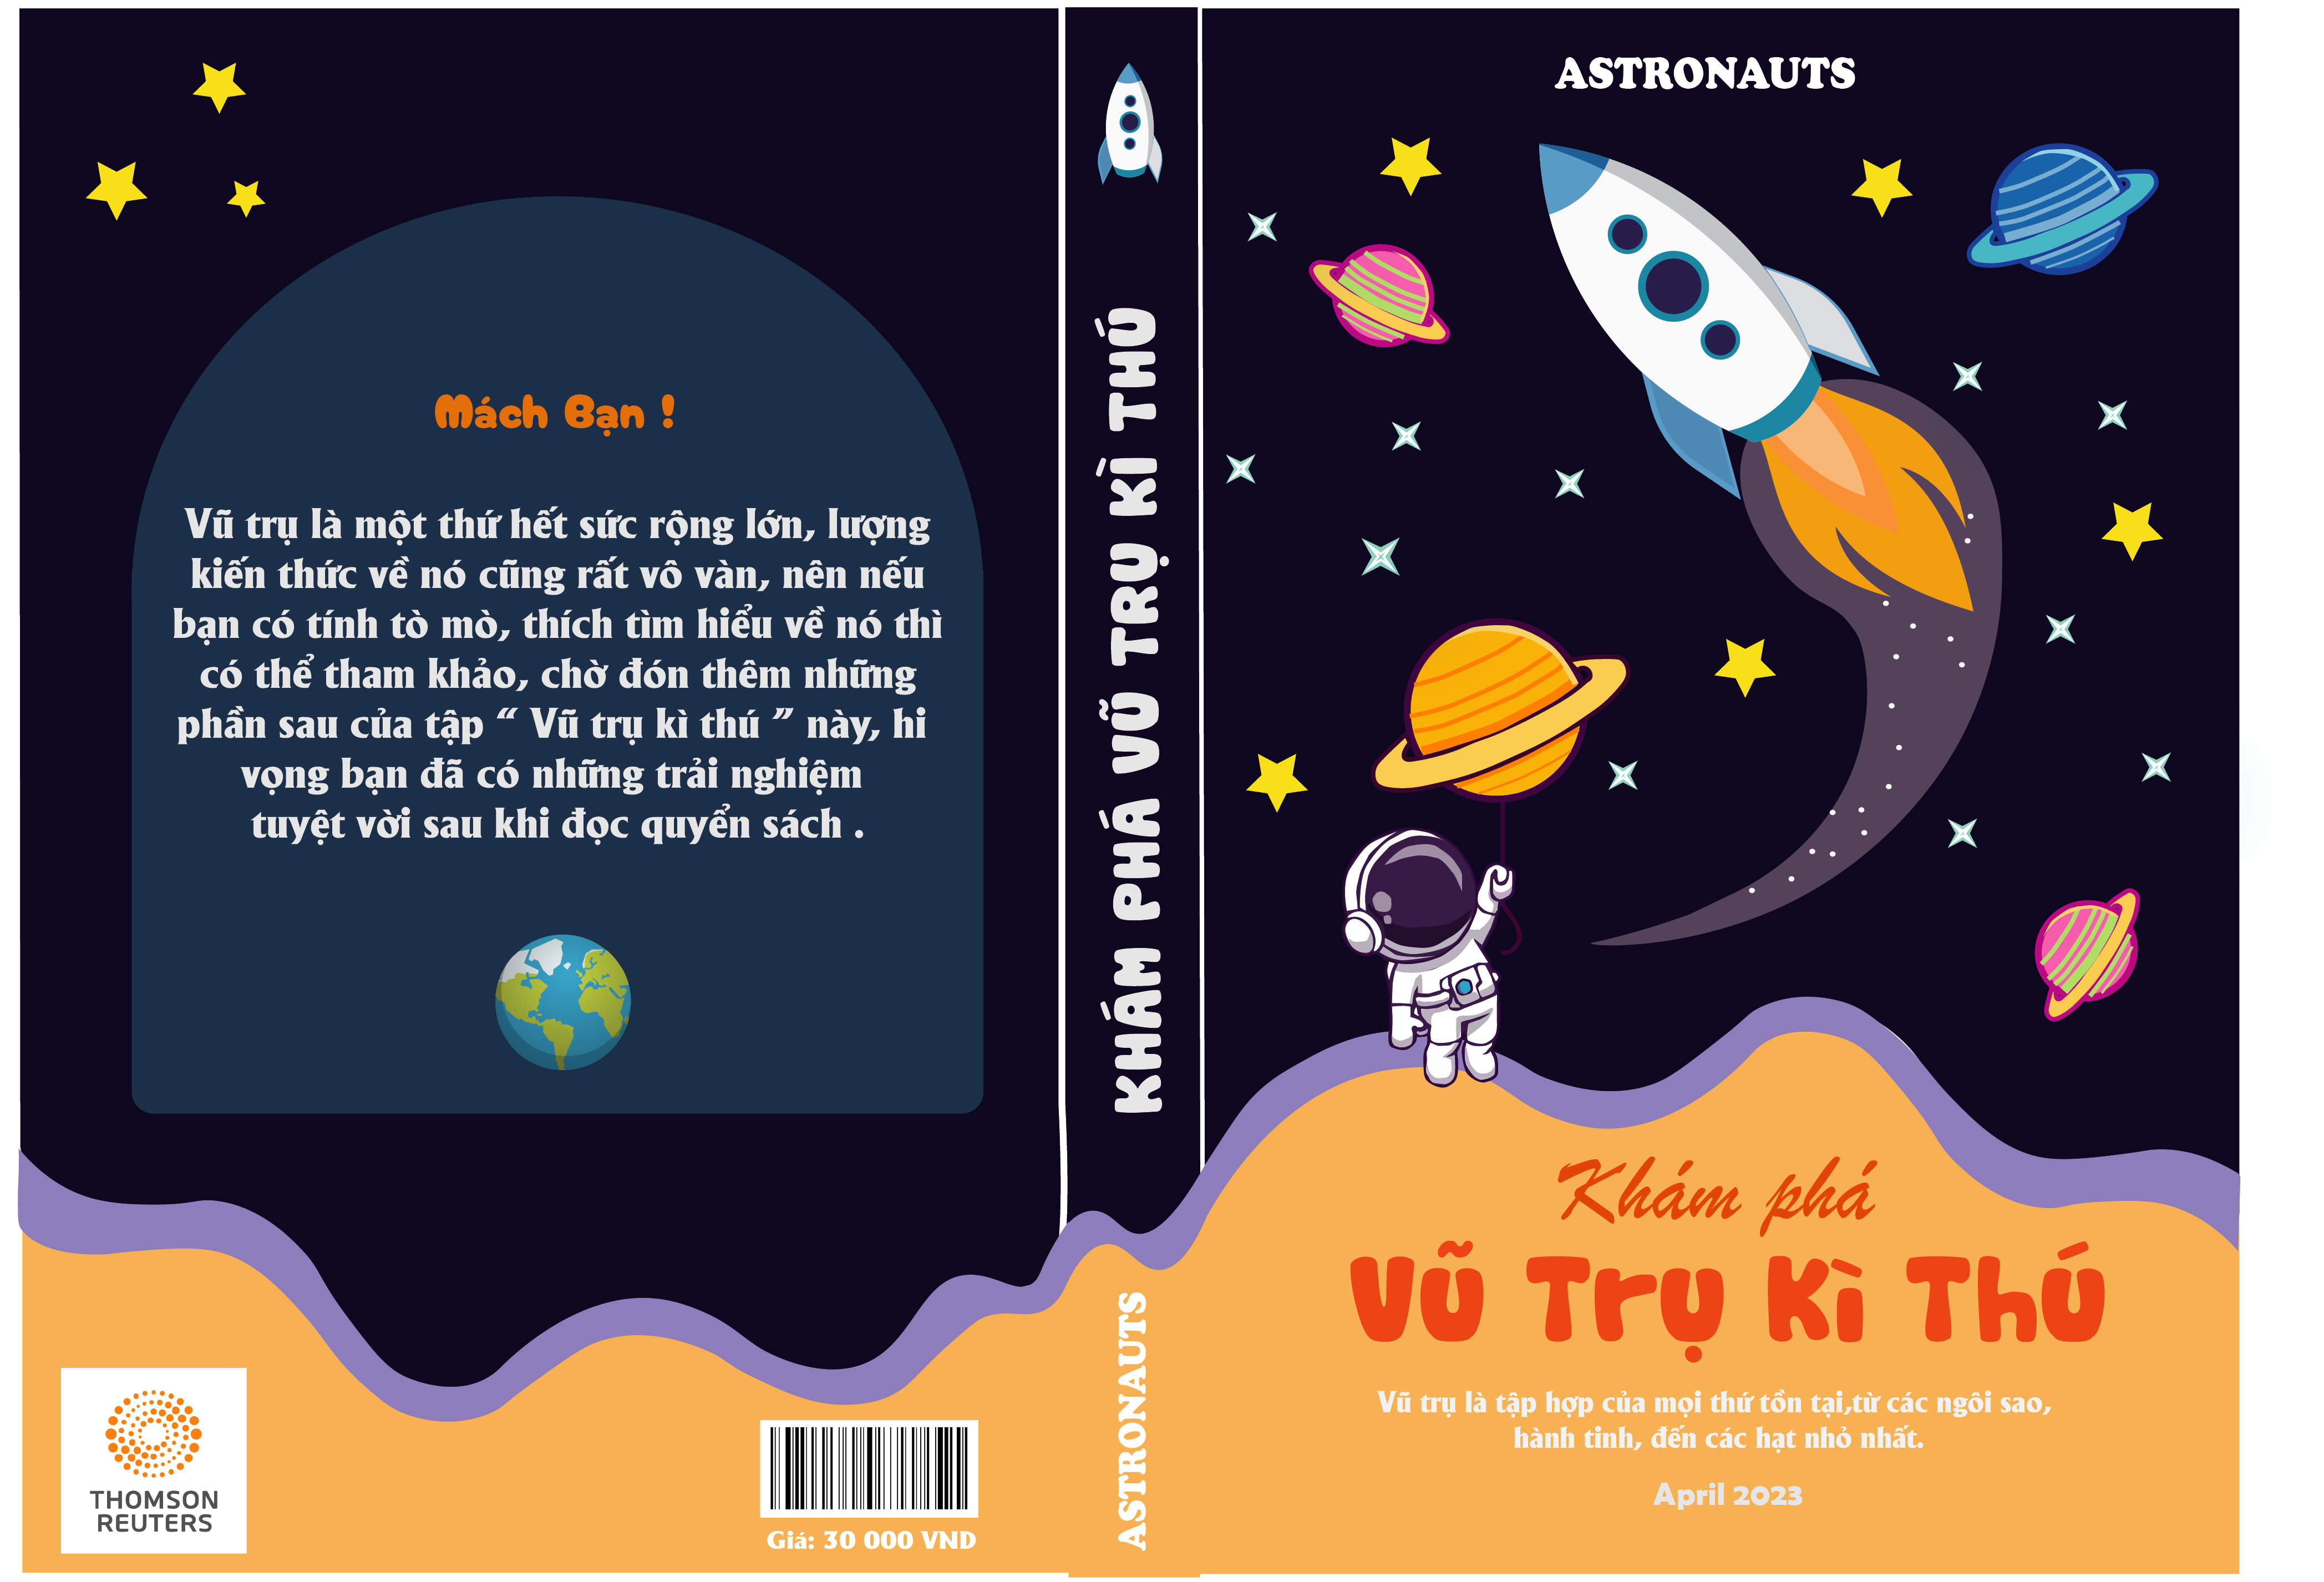 Mách Bạn !
Vũ trụ là một thứ hết sức rộng lớn, lượng
kiến thức về nó cũng rất vô vàn, nên nếu
bạn có tính tò mò, thích tìm hiểu về nó thì
có thể tham khảo, chờ đón thêm những
phần sau của tập “ Vũ trụ kì thú ” này, hi
vọng bạn đã có những trải nghiệm
tuyệt vời sau khi đọc quyển sách .
THOMSON
REUTERS
Giá: 30 000 VND
KHÁM PHÁ VŨ TRỤ KÌ THÚ
ASTRONAUTS
ASTRONAUTS
Khám phá
Vũ Trụ Kì Thú
Vũ trụ là tập hợp của mọi thứ tồn tại,từ các ngôi sao,
hành tinh, đến các hạt nhỏ nhất.
April 2023